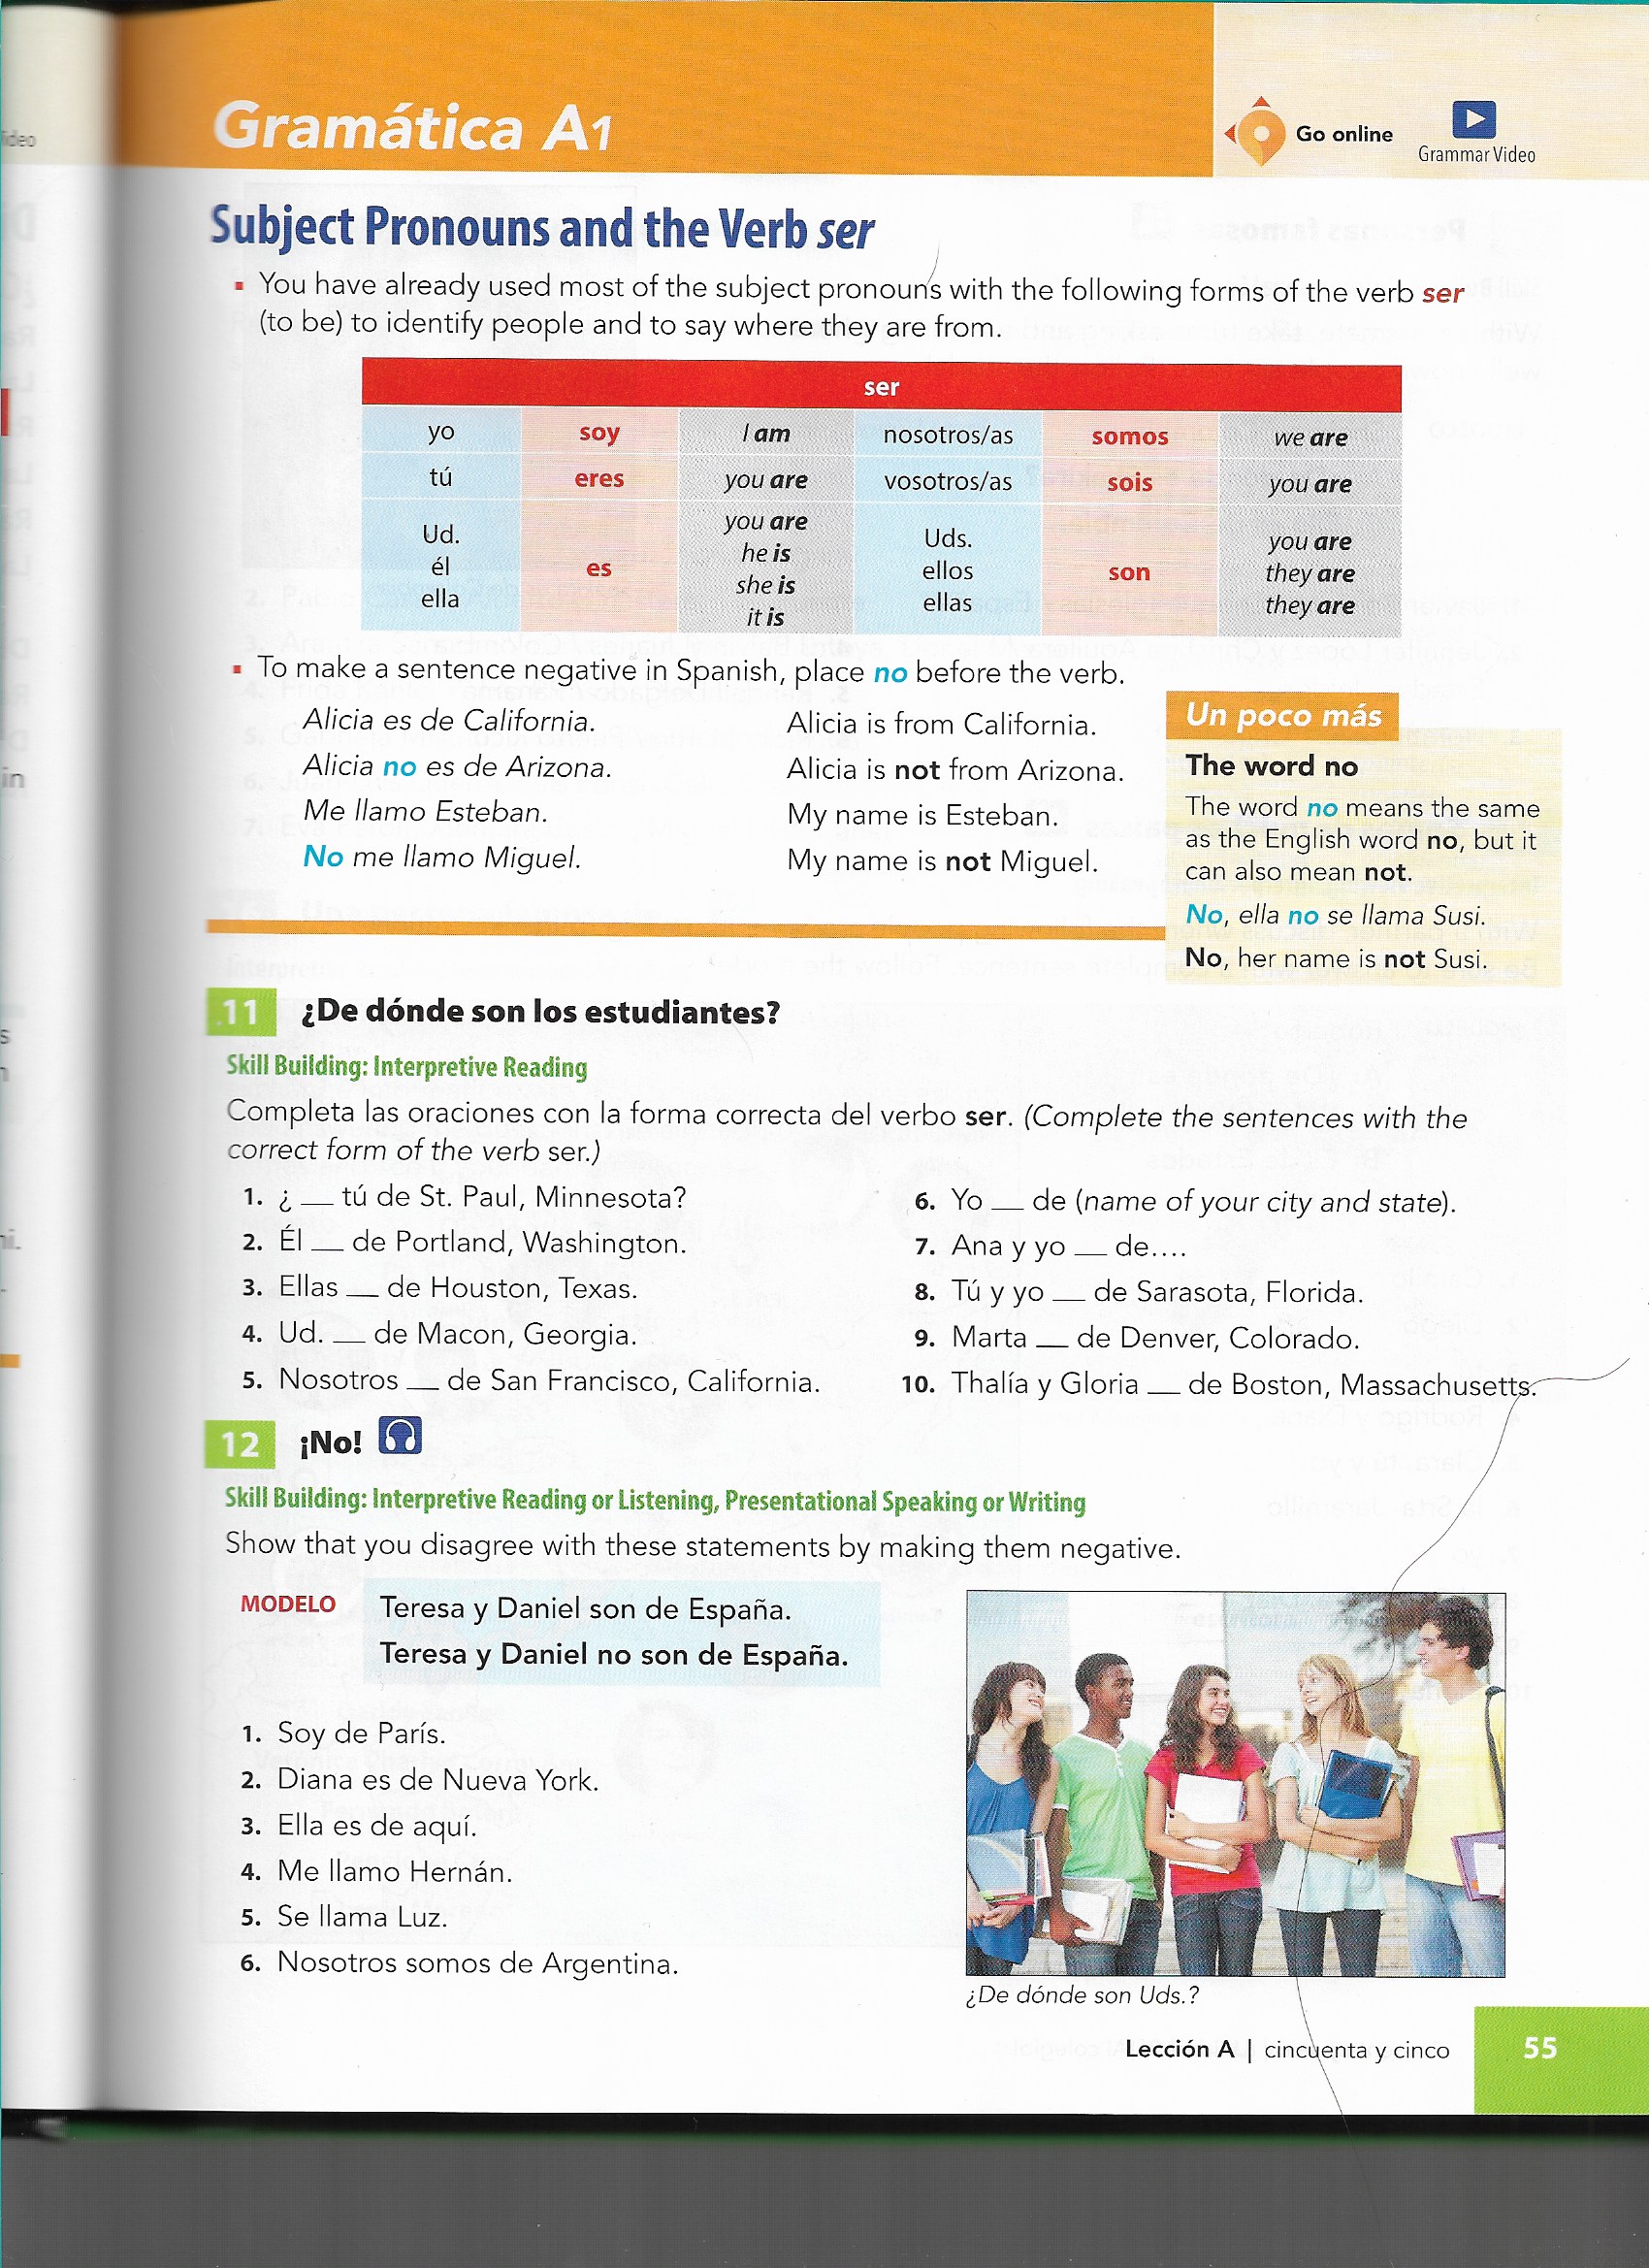 Gramática A1
Go online
Grammar Video
Subject Pronouns and the Verb ser
▪ You have already used most of the subject pronouns with the following forms of the verb ser
(to be) to identify people and to say where they are from.
ser
yo soy I am nosotros/as somos we are
tú eres you are vosotros/as sois you are
Ud. él ella es you are he is she is it is Uds. ellos ellas son you are they are they are
▪ To make a sentence negative in Spanish, place no before the verb.
Alicia es de California. Alicia is from California.
Alicia no es de Arizona. Alicia is not from Arizona.
Me llamo Esteban. My name is Esteban.
No me llamo Miguel. My name is not Miguel.
Un poco más
The word no
The word no means the same
as the English word no, but it
can also mean not.
No, ella no se llama Susi.
No, her name is not Susi.
11 ¿De dónde son los estudiantes?
Skill Building: Interpretive Reading
Completa las oraciones con la forma correcta del verbo ser. (Complete the sentences with the
correct form of the verb ser.)
1. ¿ __ tú de St. Paul, Minnesota?
2. Él __ de Portland, Washington.
3. Ellas __ de Houston, Texas.
4. Ud. __ de Macon, Georgia.
5. Nosotros __ de San Francisco, California.
6. Yo __ de (name of your city and state).
7. Ana y yo __ de....
8. Tú y yo __ de Sarasota, Florida.
9. Marta __ de Denver, Colorado.
10. Thalía y Gloria __ de Boston, Massachusetts.
12 ¡No!
Skill Building: Interpretive Reading or Listening, Presentational Speaking or Writing
Show that you disagree with these statements by making them negative.
MODELO Teresa y Daniel son de España.
Teresa y Daniel no son de España.
1. Soy de París.
2. Diana es de Nueva York.
3. Ella es de aquí.
4. Me llamo Hernán.
5. Se llama Luz.
6. Nosotros somos de Argentina.
¿De dónde son Uds.?
Lección A | cincuenta y cinco 55